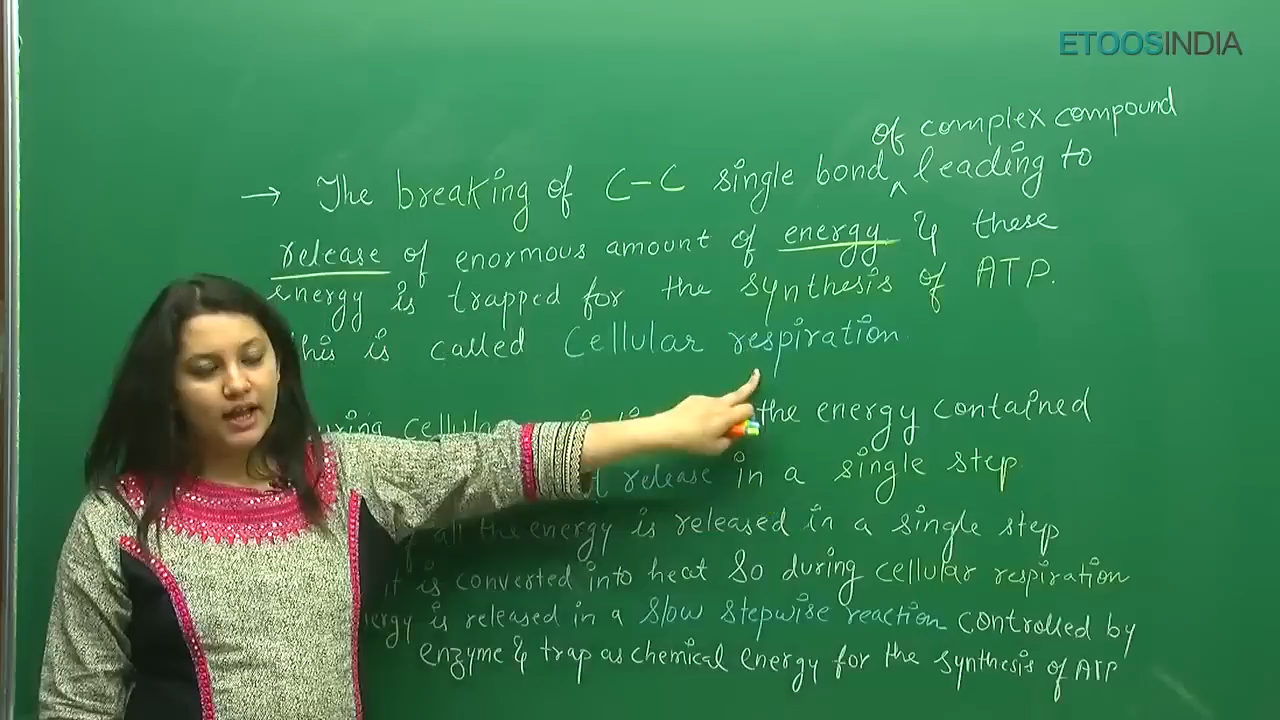 ETOOSINDIA
of complex compound
→ The breaking of C-C single bond ^ leading to
release of enormous amount of energy & these
energy is trapped for the synthesis of ATP.
this is called Cellular respiration.
the energy contained
release in a single step
all the energy is released in a single step
it is converted into heat So during cellular respiration
is released in a slow stepwise reaction controlled by
enzyme & trap as chemical energy for the synthesis of ATP